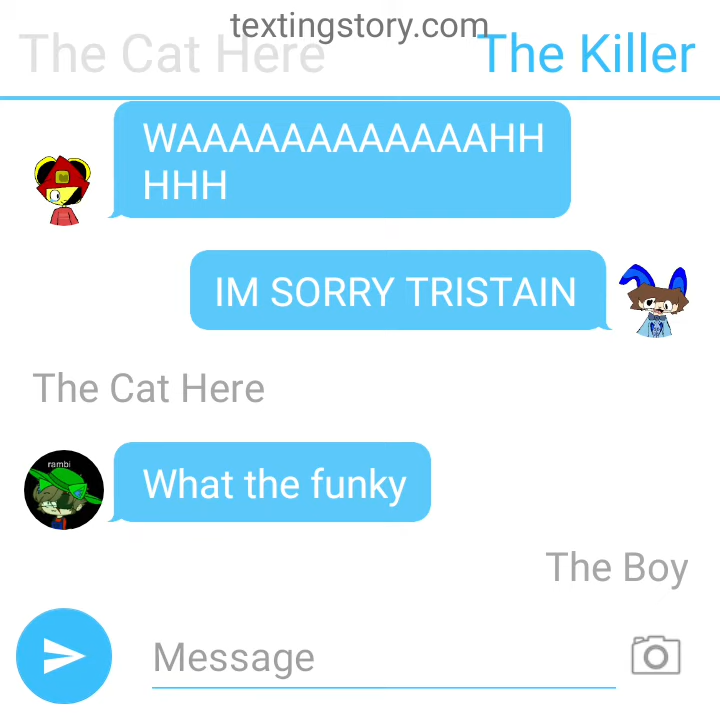 textingstory.com
The Cat Here
The Killer
WAAAAAAAAAAAAHH
HHH
IM SORRY TRISTAIN
The Cat Here
rambi
What the funky
The Boy
Message